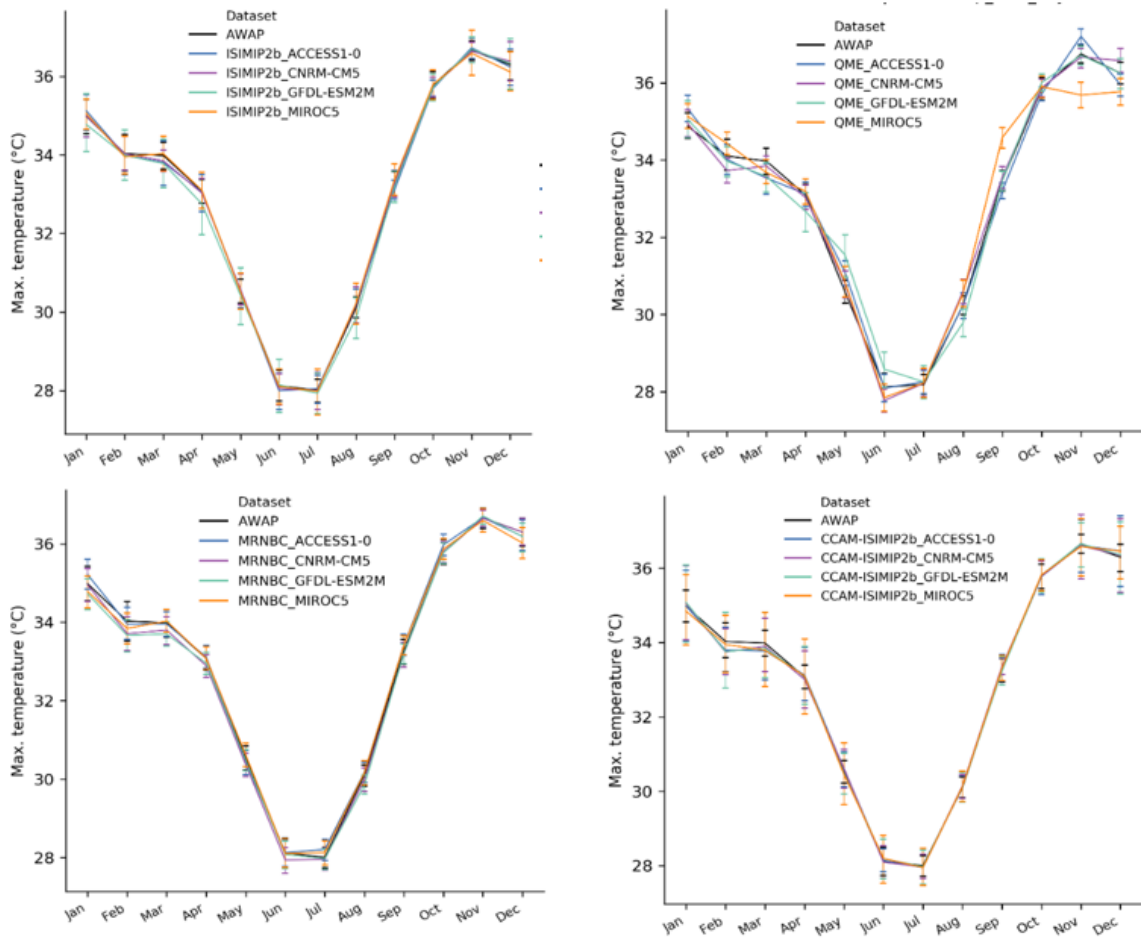 Dataset
AWAP
ISIMIP2b_ACCESS1-0
ISIMIP2b_CNRM-CM5
ISIMIP2b_GFDL-ESM2M
ISIMIP2b_MIROC5
Max. temperature (°C)
36
34
32
30
28
Jan Feb Mar Apr May Jun Jul Aug Sep Oct Nov Dec
Dataset
AWAP
QME_ACCESS1-0
QME_CNRM-CM5
QME_GFDL-ESM2M
QME_MIROC5
Max. temperature (°C)
36
34
32
30
28
Jan Feb Mar Apr May Jun Jul Aug Sep Oct Nov Dec
Dataset
AWAP
MRNBC_ACCESS1-0
MRNBC_CNRM-CM5
MRNBC_GFDL-ESM2M
MRNBC_MIROC5
Max. temperature (°C)
36
34
32
30
28
Jan Feb Mar Apr May Jun Jul Aug Sep Oct Nov Dec
Dataset
AWAP
CCAM-ISIMIP2b_ACCESS1-0
CCAM-ISIMIP2b_CNRM-CM5
CCAM-ISIMIP2b_GFDL-ESM2M
CCAM-ISIMIP2b_MIROC5
Max. temperature (°C)
36
34
32
30
28
Jan Feb Mar Apr May Jun Jul Aug Sep Oct Nov Dec